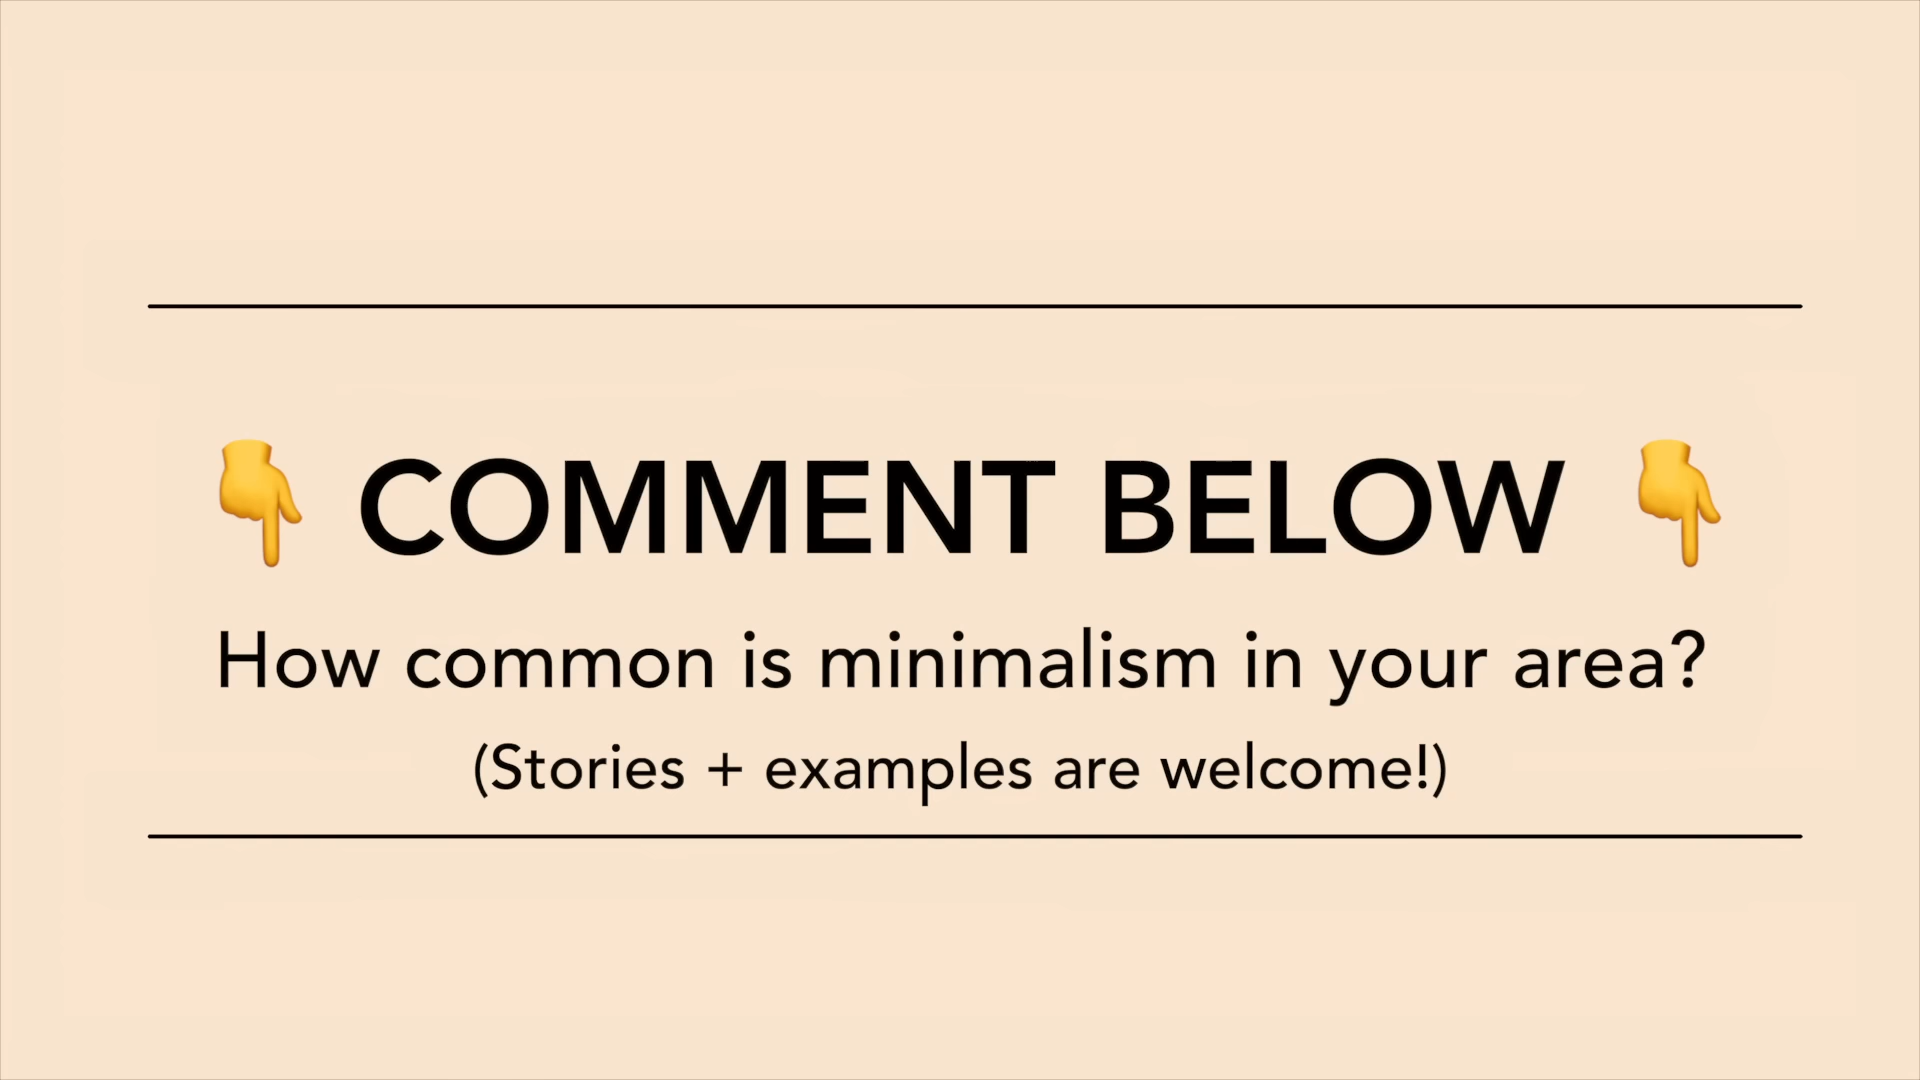 👇 COMMENT BELOW 👇
How common is minimalism in your area?
(Stories + examples are welcome!)